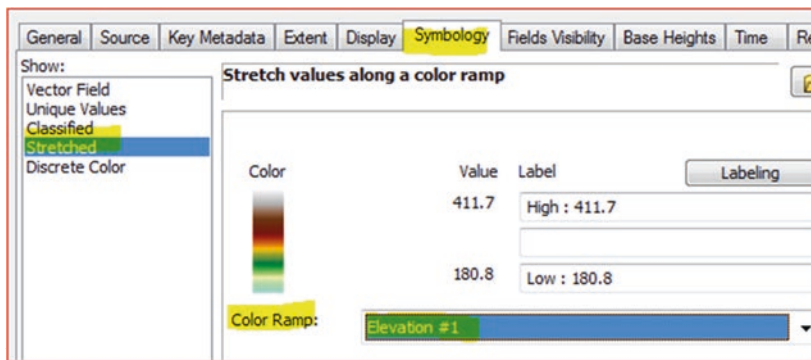 General Source Key Metadata Extent Display Symbology Fields Visibility Base Heights Time Re
Show:
Vector Field
Unique Values
Classified
Stretched
Discrete Color
Stretch values along a color ramp
Color Value Label Labeling
411.7 High : 411.7
180.8 Low : 180.8
Color Ramp: Elevation #1